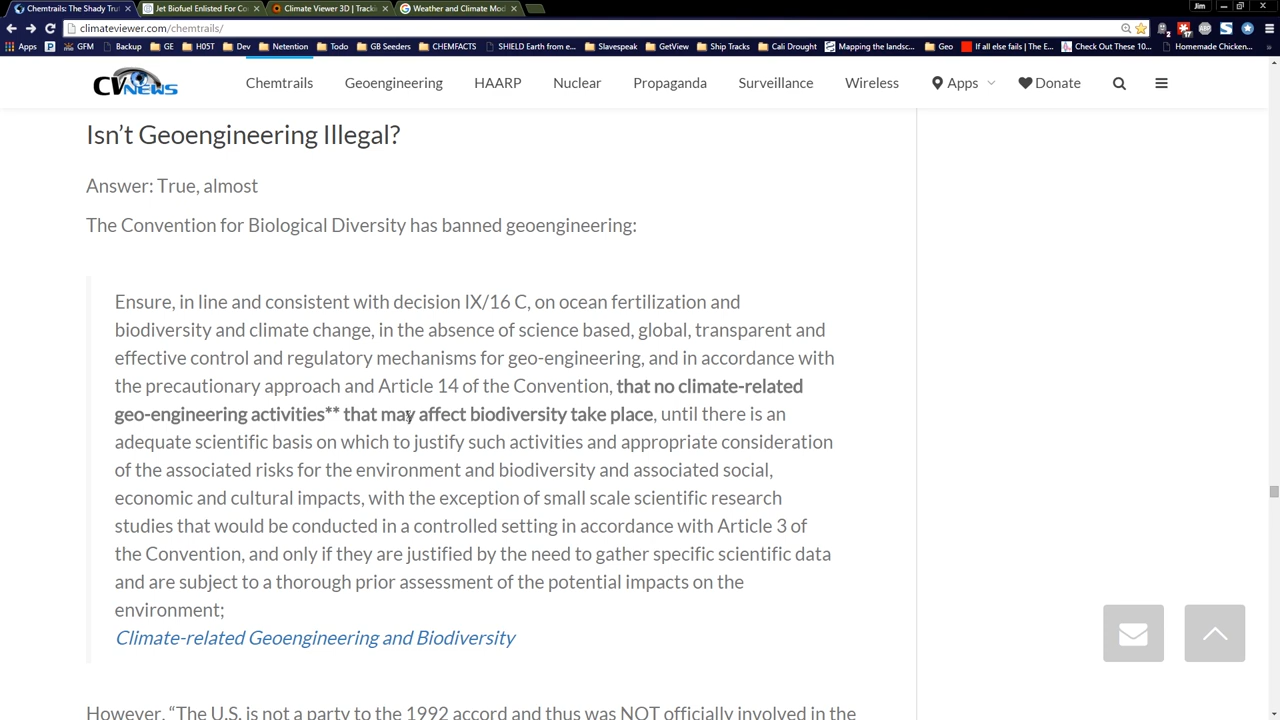 Chemtrails: The Shady Tru
Jet Biofuel Enlisted For Co
Climate Viewer 3D | Track
Weather and Climate Mod
Jim
climateviewer.com/chemtrails/
Apps
GFM
Backup
GE
H05T
Dev
Netention
Todo
GB Seeders
CHEMFACTS
SHIELD Earth from e...
Slavespeak
GetView
Ship Tracks
Cali Drought
Mapping the landsc...
Geo
If all else fails | The E...
Check Out These 10...
Homemade Chicken...
CV NEWS
Chemtrails
Geoengineering
HAARP
Nuclear
Propaganda
Surveillance
Wireless
Apps
Donate
Isn’t Geoengineering Illegal?
Answer: True, almost
The Convention for Biological Diversity has banned geoengineering:
Ensure, in line and consistent with decision IX/16 C, on ocean fertilization and
biodiversity and climate change, in the absence of science based, global, transparent and
effective control and regulatory mechanisms for geo-engineering, and in accordance with
the precautionary approach and Article 14 of the Convention, that no climate-related
geo-engineering activities** that may affect biodiversity take place, until there is an
adequate scientific basis on which to justify such activities and appropriate consideration
of the associated risks for the environment and biodiversity and associated social,
economic and cultural impacts, with the exception of small scale scientific research
studies that would be conducted in a controlled setting in accordance with Article 3 of
the Convention, and only if they are justified by the need to gather specific scientific data
and are subject to a thorough prior assessment of the potential impacts on the
environment;
Climate-related Geoengineering and Biodiversity
However, “The U.S. is not a party to the 1992 accord and thus was NOT officially involved in the